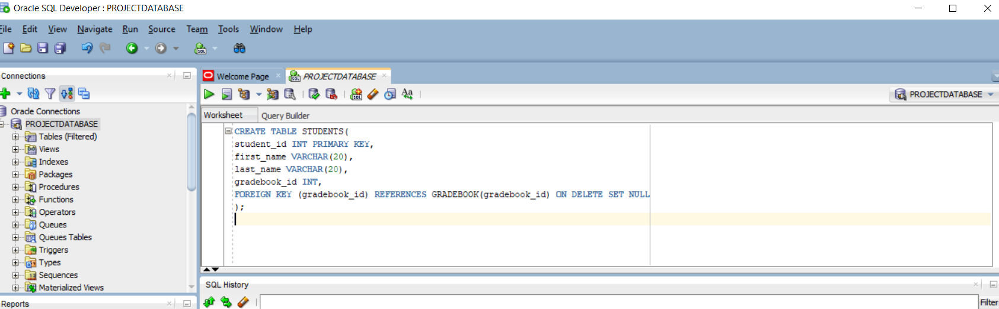 Oracle SQL Developer : PROJECTDATABASE
File Edit View Navigate Run Source Team Tools Window Help
Connections
Oracle Connections
PROJECTDATABASE
Tables (Filtered)
Views
Indexes
Packages
Procedures
Functions
Operators
Queues
Queues Tables
Triggers
Types
Sequences
Materialized Views
Reports
Welcome Page PROJECTDATABASE
PROJECTDATABASE
Worksheet Query Builder
CREATE TABLE STUDENTS(
student_id INT PRIMARY KEY,
first_name VARCHAR(20),
last_name VARCHAR(20),
gradebook_id INT,
FOREIGN KEY (gradebook_id) REFERENCES GRADEBOOK(gradebook_id) ON DELETE SET NULL
);
SQL History
Filter